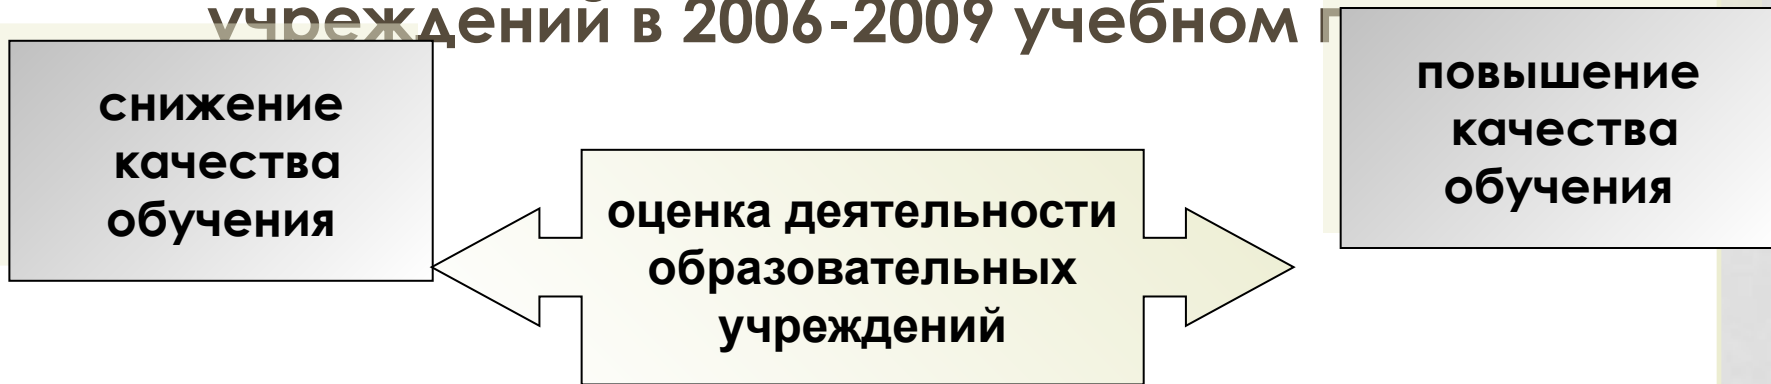 учреждений в 2006-2009 учебном
снижение
качества
обучения
оценка деятельности
образовательных
учреждений
повышение
качества
обучения